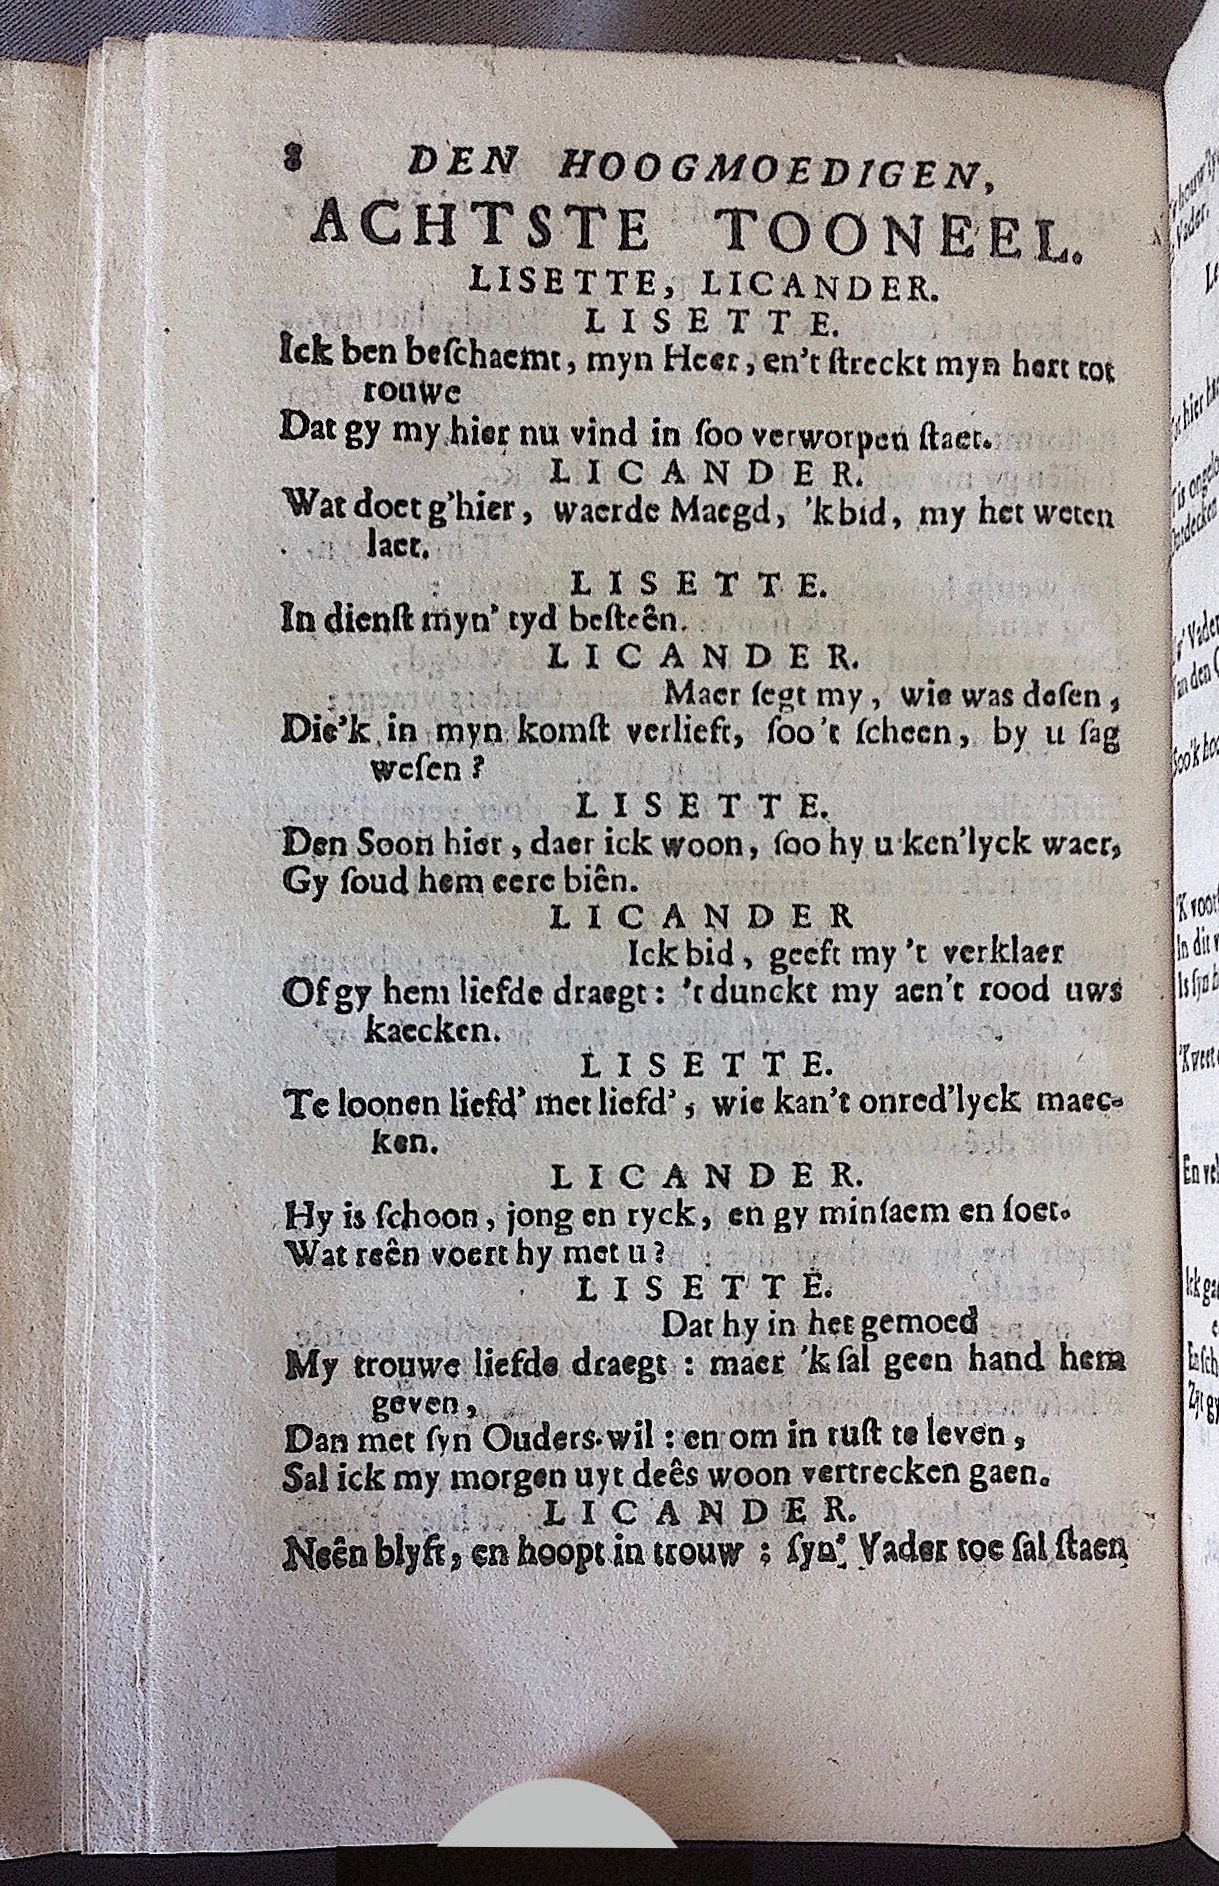 8 DEN HOOGMOEDIGEN,
ACHTSTE TOONEEL.
LISETTE, LICANDER.
LISETTE.
Ick ben beſchaemt, myn Heer, en't ſtreckt myn hert tot
rouwe
Dat gy my hier nu vind in ſoo verworpen ſtaet.
LICANDER.
Wat doet g'hier, waerde Maegd, 'k bid, my het weten
laet.
LISETTE.
In dienſt myn' tyd beſteên.
LICANDER.
Maer ſegt my, wie was deſen,
Die'k in myn komſt verlieft, ſoo't ſcheen, by u ſag
weſen?
LISETTE.
Den Soon hier, daer ick woon, ſoo hy u ken'lyck waer,
Gy ſoud hem eere biên.
LICANDER
Ick bid, geeft my 't verklaer
Of gy hem liefde draegt: 't dunckt my aen't rood uws
kaecken.
LISETTE.
Te loonen liefd' met liefd', wie kan't onred'lyck maec-
ken.
LICANDER.
Hy is ſchoon, jong en ryck, en gy minſaem en ſoet.
Wat reên voert hy met u?
LISETTE.
Dat hy in het gemoed
My trouwe liefde draegt: maer 'k ſal geen hand hem
geven,
Dan met ſyn Ouders wil: en om in ruſt te leven,
Sal ick my morgen uyt deês woon vertrecken gaen.
LICANDER.
Neên blyft, en hoopt in trouw; ſyn' Vader toe ſal ſtaen